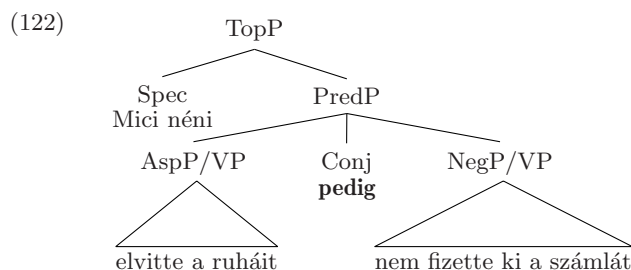 (122)
TopP
Spec
Mici néni
PredP
AspP/VP
Conj
pedig
NegP/VP
elvitte a ruháit
nem fizette ki a számlát